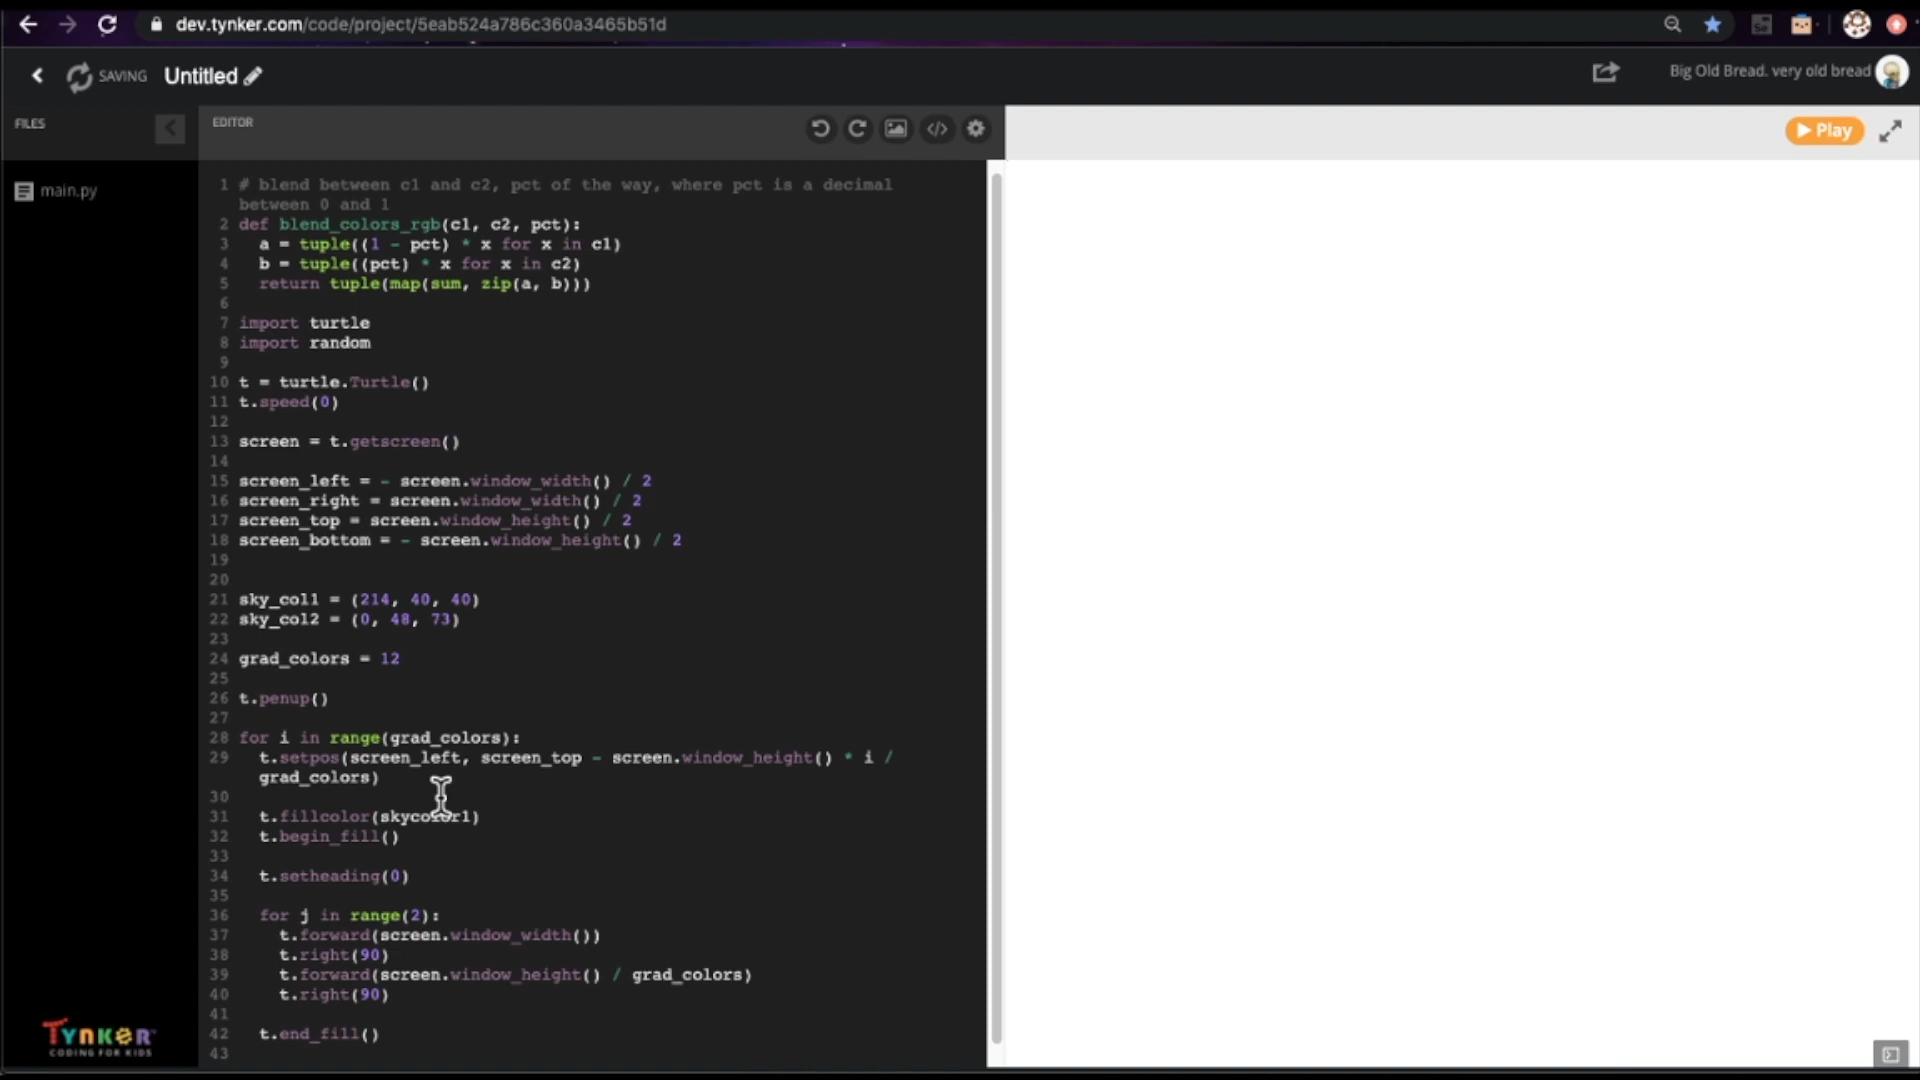 dev.tynker.com/code/project/5eab524a786c360a3465b51d
SAVING Untitled
Big Old Bread. very old bread
FILES
EDITOR
Play
main.py
1 # blend between c1 and c2, pct of the way, where pct is a decimal
between 0 and 1
2 def blend_colors_rgb(c1, c2, pct):
3 a = tuple((1 - pct) * x for x in c1)
4 b = tuple((pct) * x for x in c2)
5 return tuple(map(sum, zip(a, b)))
6
7 import turtle
8 import random
9
10 t = turtle.Turtle()
11 t.speed(0)
12
13 screen = t.getscreen()
14
15 screen_left = - screen.window_width() / 2
16 screen_right = screen.window_width() / 2
17 screen_top = screen.window_height() / 2
18 screen_bottom = - screen.window_height() / 2
19
20
21 sky_col1 = (214, 40, 40)
22 sky_col2 = (0, 48, 73)
23
24 grad_colors = 12
25
26 t.penup()
27
28 for i in range(grad_colors):
29 t.setpos(screen_left, screen_top - screen.window_height() * i /
grad_colors)
30
31 t.fillcolor(skycolor1)
32 t.begin_fill()
33
34 t.setheading(0)
35
36 for j in range(2):
37 t.forward(screen.window_width())
38 t.right(90)
39 t.forward(screen.window_height() / grad_colors)
40 t.right(90)
41
42 t.end_fill()
43
TYNKER
CODING FOR KIDS